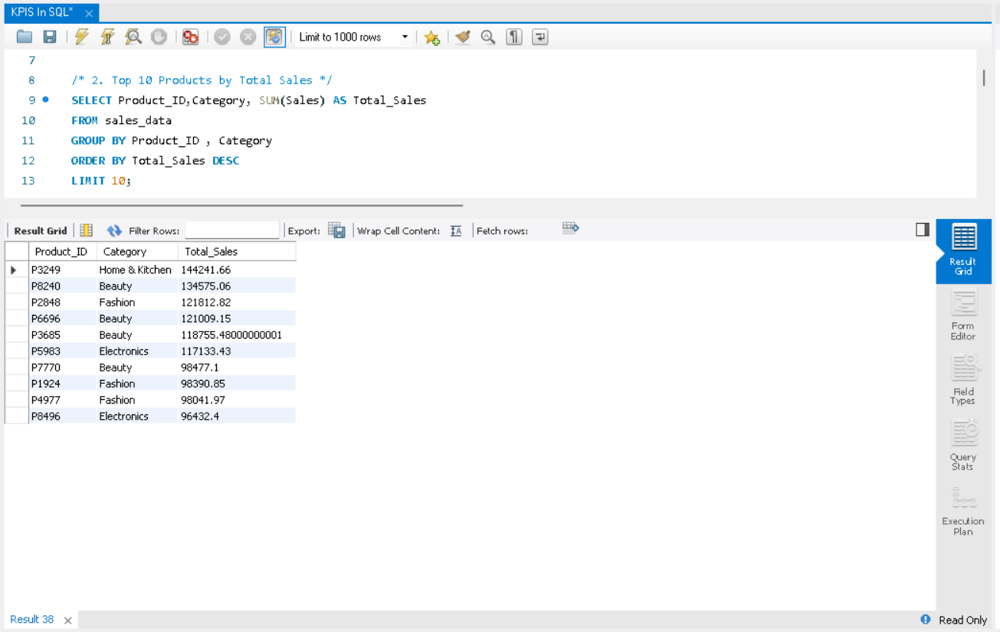 KPIS In SQL*
Limit to 1000 rows
7
8 /* 2. Top 10 Products by Total Sales */
9 SELECT Product_ID,Category, SUM(Sales) AS Total_Sales
10 FROM sales_data
11 GROUP BY Product_ID , Category
12 ORDER BY Total_Sales DESC
13 LIMIT 10;
Result Grid Filter Rows: Export: Wrap Cell Content: Fetch rows:
Product_ID Category Total_Sales
P3249 Home & Kitchen 144241.66
P8240 Beauty 134575.06
P2848 Fashion 121812.82
P6696 Beauty 121009.15
P3685 Beauty 118755.48000000001
P5983 Electronics 117133.43
P7770 Beauty 98477.1
P1924 Fashion 98390.85
P4977 Fashion 98041.97
P8496 Electronics 96432.4
Result
Grid
Form
Editor
Field
Types
Query
Stats
Execution
Plan
Result 38
Read Only